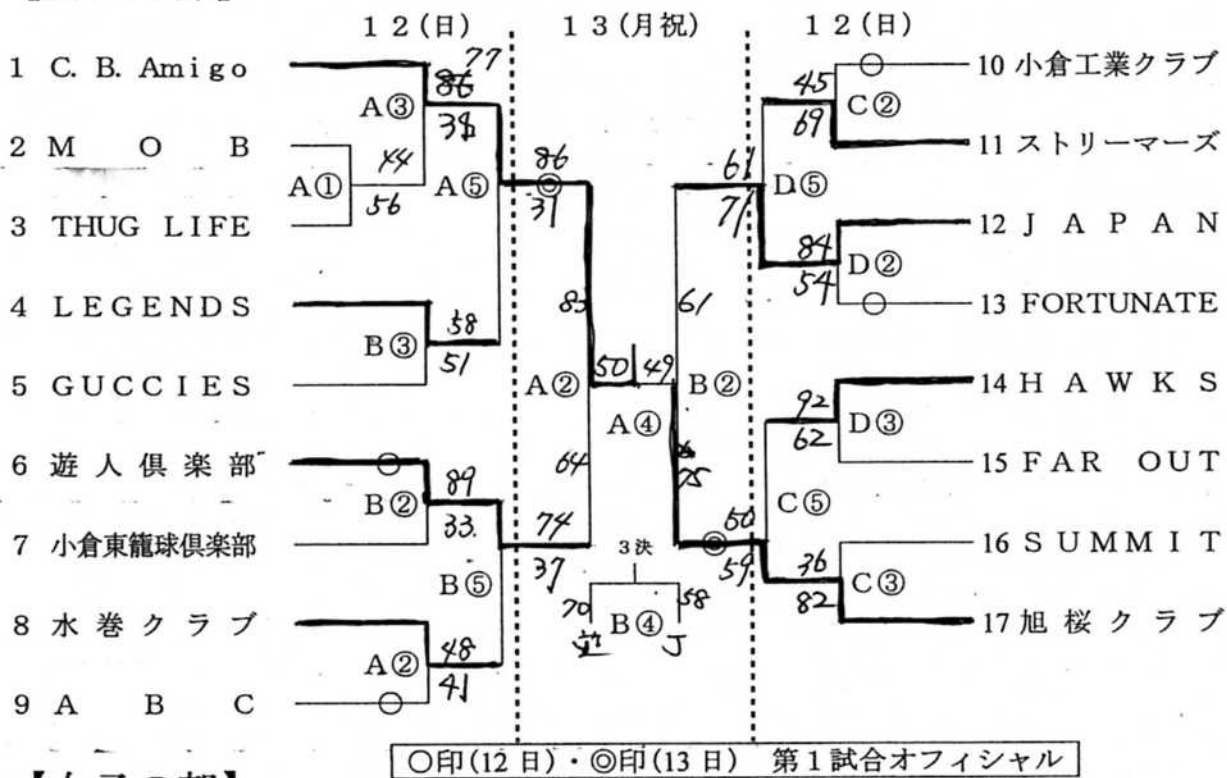 12(日) 13(月祝) 12(日)
1 C. B. Amigo
2 M O B
3 THUG LIFE
4 LEGENDS
5 GUCCIES
6 遊人倶楽部
7 小倉東籠球倶楽部
8 水巻クラブ
9 A B C
A③
77
38
A①
44
56
A⑤
B③
58
51
B②
89
33
B⑤
A②
48
41
86
31
83
A②
64
74
37
50 49
A④
61
B②
75
3決
70 58
B④
J
61
71
50
59
45
69
C②
D⑤
84
54
D②
92
62
D③
C⑤
36
82
C③
10 小倉工業クラブ
11 ストリーマーズ
12 J A P A N
13 FORTUNATE
14 H A W K S
15 FAR OUT
16 SUMMIT
17 旭桜クラブ
○印(12日)・◎印(13日) 第1試合オフィシャル